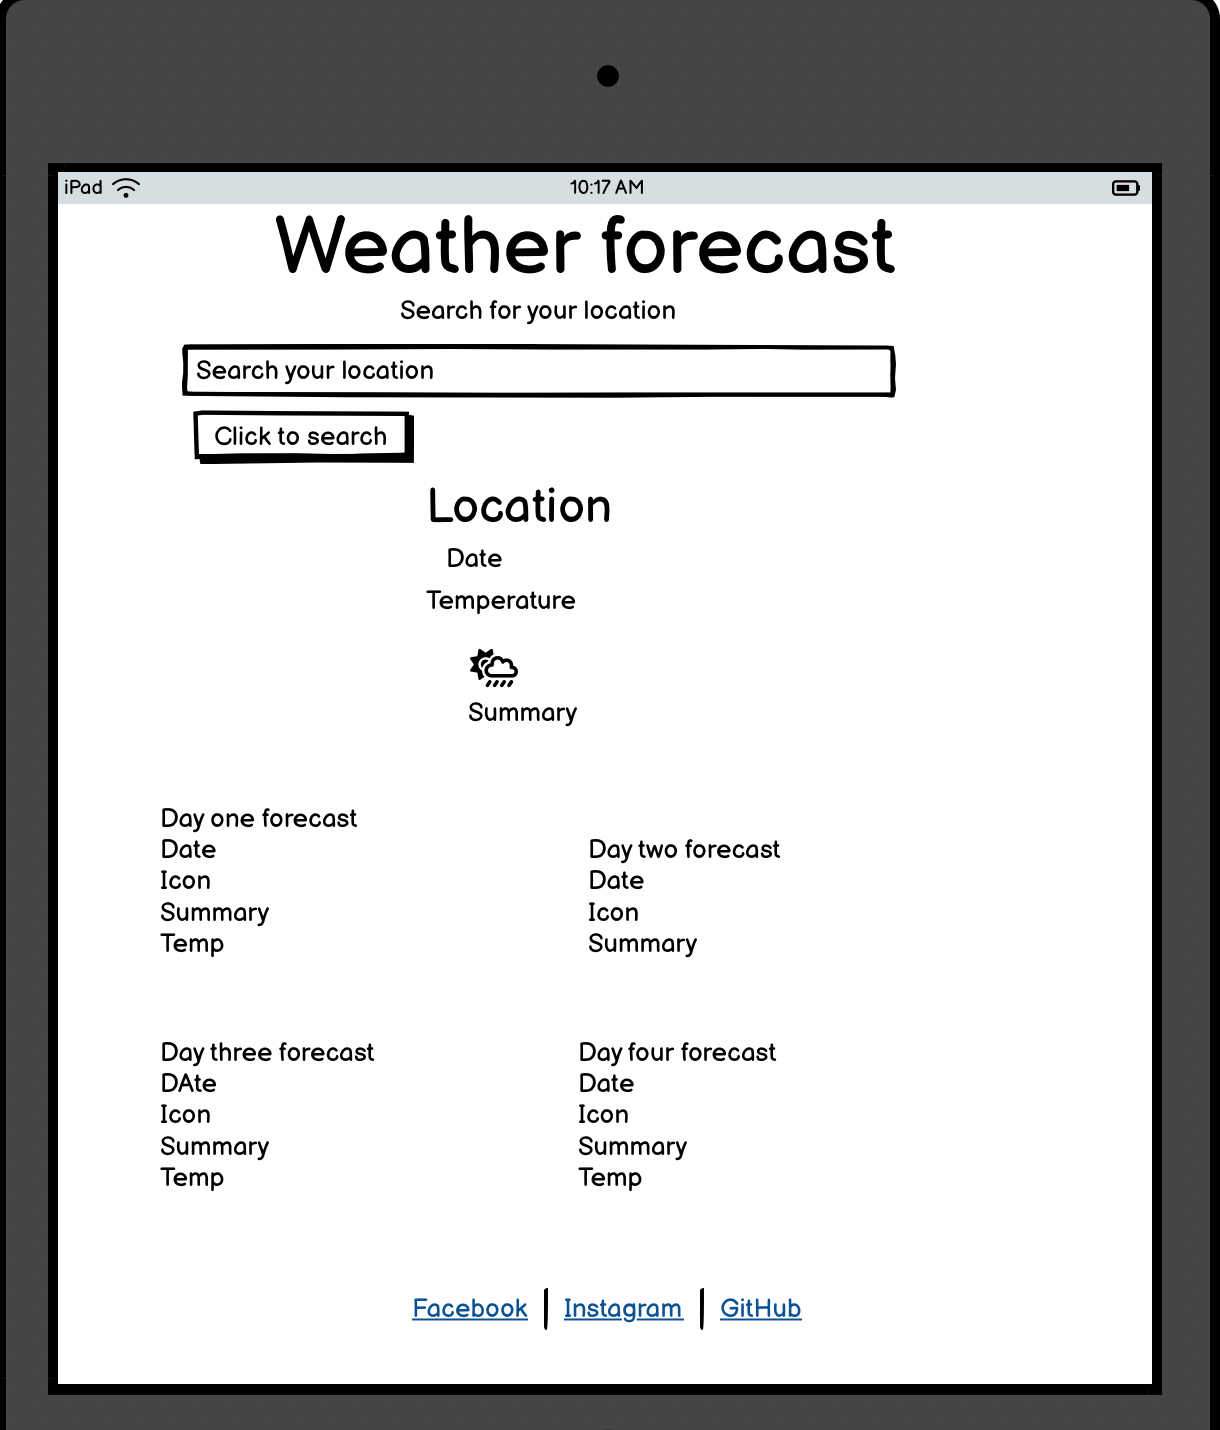 iPad 10:17 AM
Weather forecast
Search for your location
Search your location
Click to search
Location
Date
Temperature
Summary
Day one forecast
Date
Icon
Summary
Temp
Day two forecast
Date
Icon
Summary
Day three forecast
DAte
Icon
Summary
Temp
Day four forecast
Date
Icon
Summary
Temp
Facebook | Instagram | GitHub